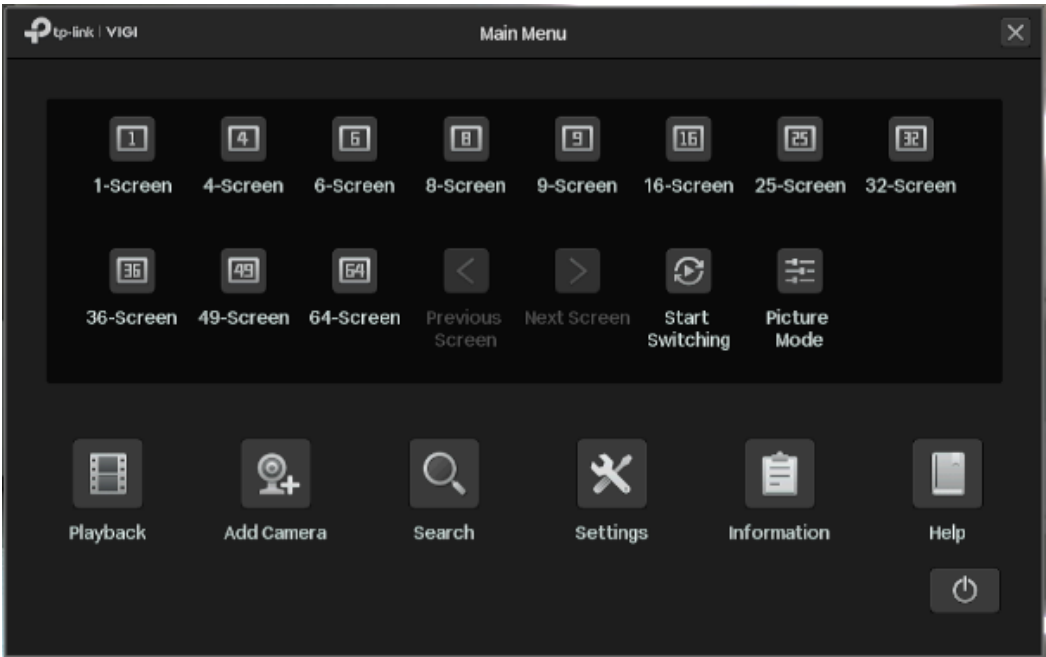 tp-link | VIGI
Main Menu
1 4 6 8 9 16 25 32
1-Screen 4-Screen 6-Screen 8-Screen 9-Screen 16-Screen 25-Screen 32-Screen
36 49 64
36-Screen 49-Screen 64-Screen Previous Screen Next Screen Start Switching Picture Mode
Playback Add Camera Search Settings Information Help